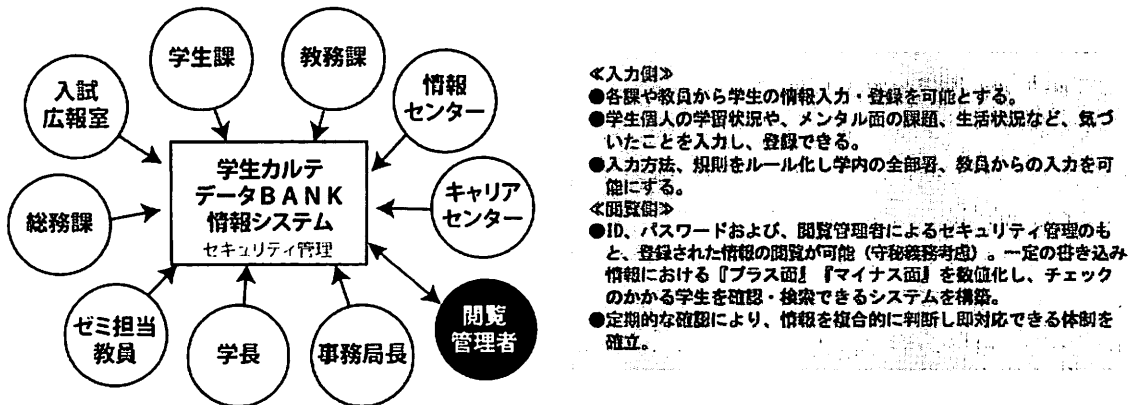 学生課
教務課
入試
広報室
情報
センター
学生カルテ
データBANK
情報システム
セキュリティ管理
総務課
キャリア
センター
ゼミ担当
教員
学長
事務局長
閲覧
管理者
≪入力側≫
●各課や教員から学生の情報入力・登録を可能とする。
●学生個人の学習状況や、メンタル面の課題、生活状況など、気づ
いたことを入力し、登録できる。
●入力方法、規則をルール化し学内の全部署、教員からの入力を可
能にする。
≪閲覧側≫
●ID、パスワードおよび、閲覧管理者によるセキュリティ管理のも
と、登録された情報の閲覧が可能（守秘義務考慮）。一定の書き込み
情報における『プラス面』『マイナス面』を数値化し、チェック
のかかる学生を確認・検索できるシステムを構築。
●定期的な確認により、情報を複合的に判断し即対応できる体制を
確立。